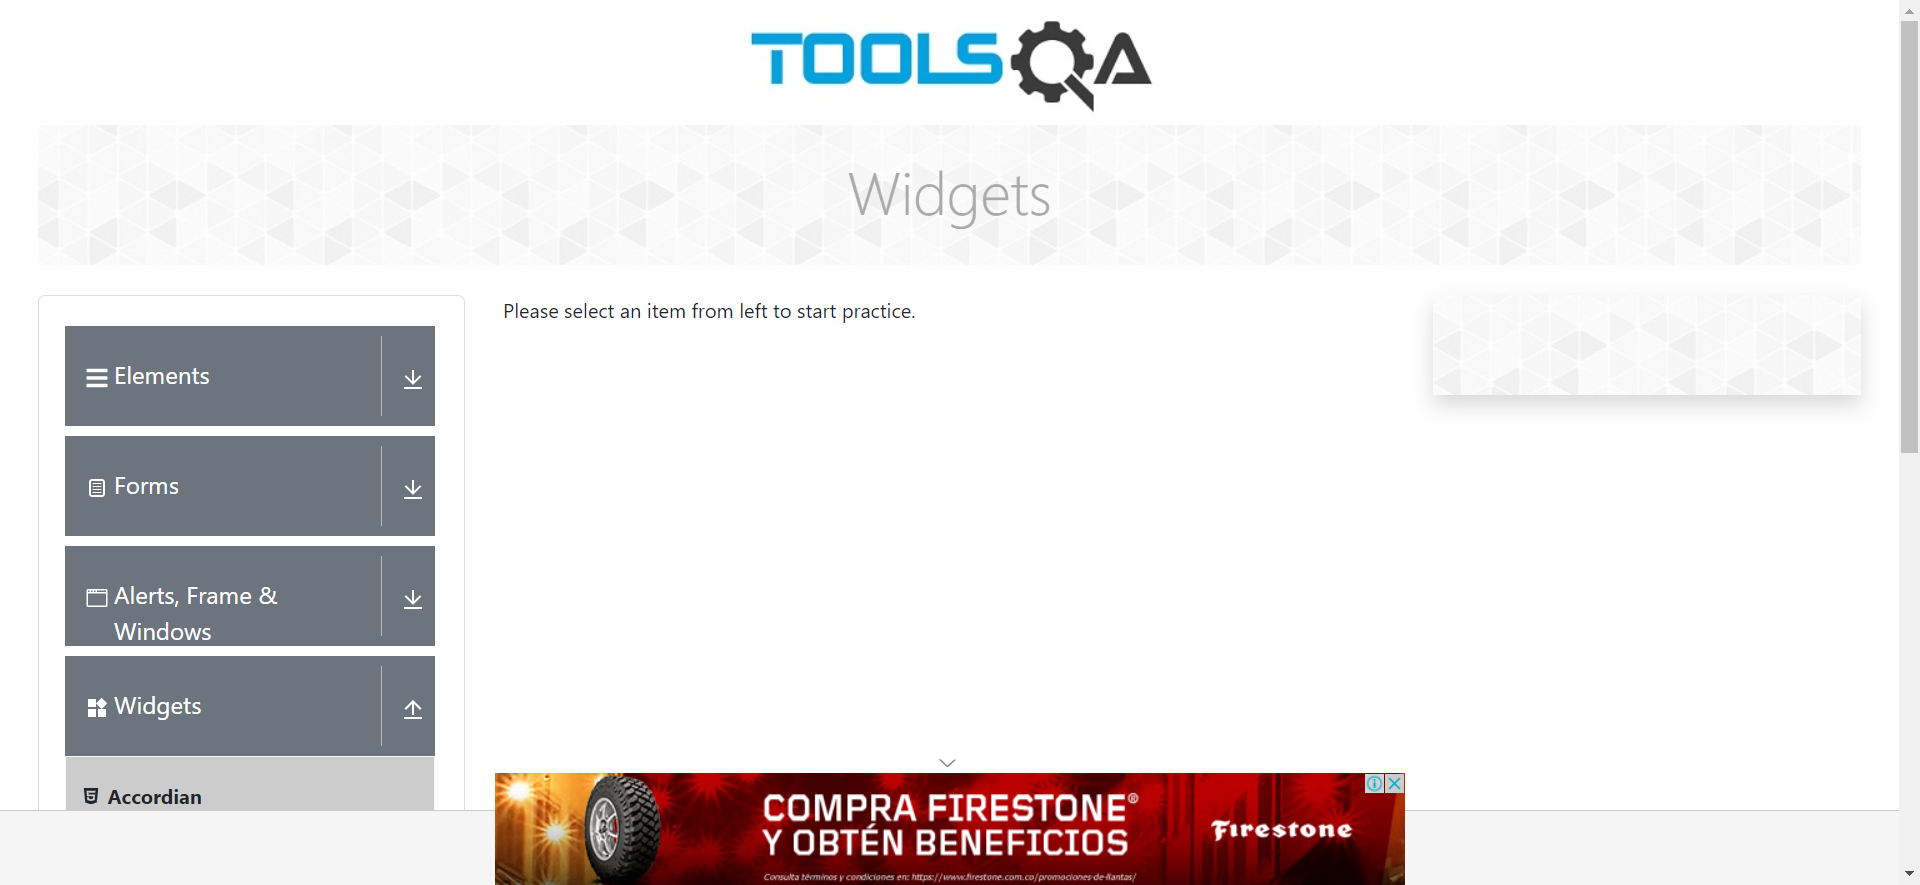 TOOLSQA
Widgets
Please select an item from left to start practice.
Elements
Forms
Alerts, Frame &
Windows
Widgets
Accordian
COMPRA FIRESTONE®
Y OBTÉN BENEFICIOS
Firestone
Consulta términos y condiciones en: https://www.firestone.com.co/promociones-de-llantas/